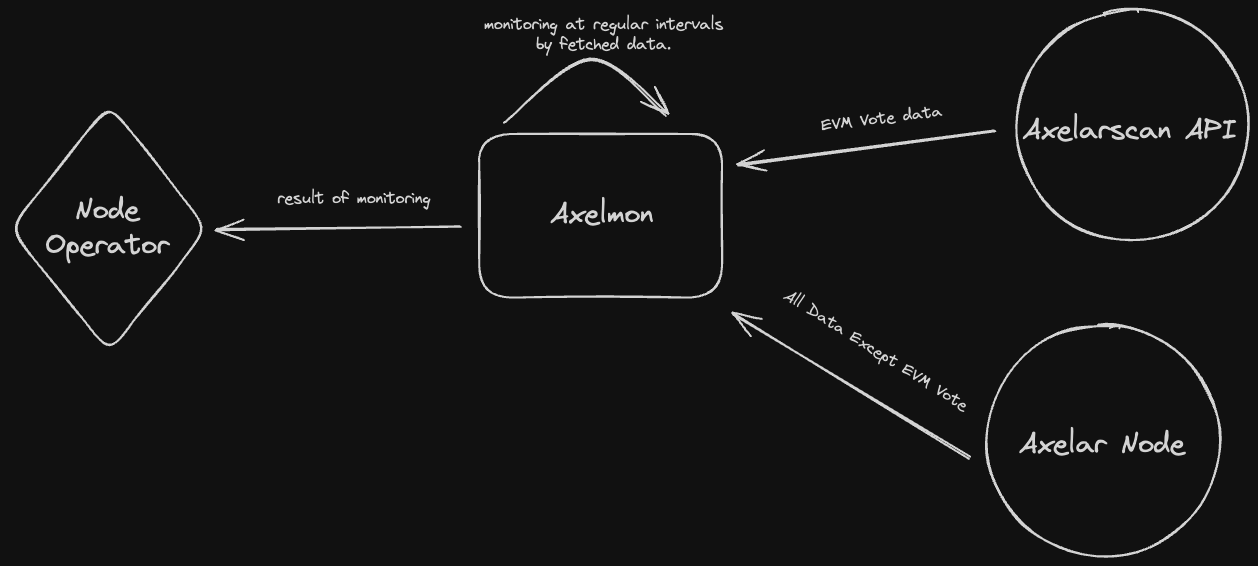 monitoring at regular intervals
by fetched data.
Axelarscan API
EVM Vote data
Node
Operator
result of monitoring
Axelmon
All Data Except EVM Vote
Axelar Node